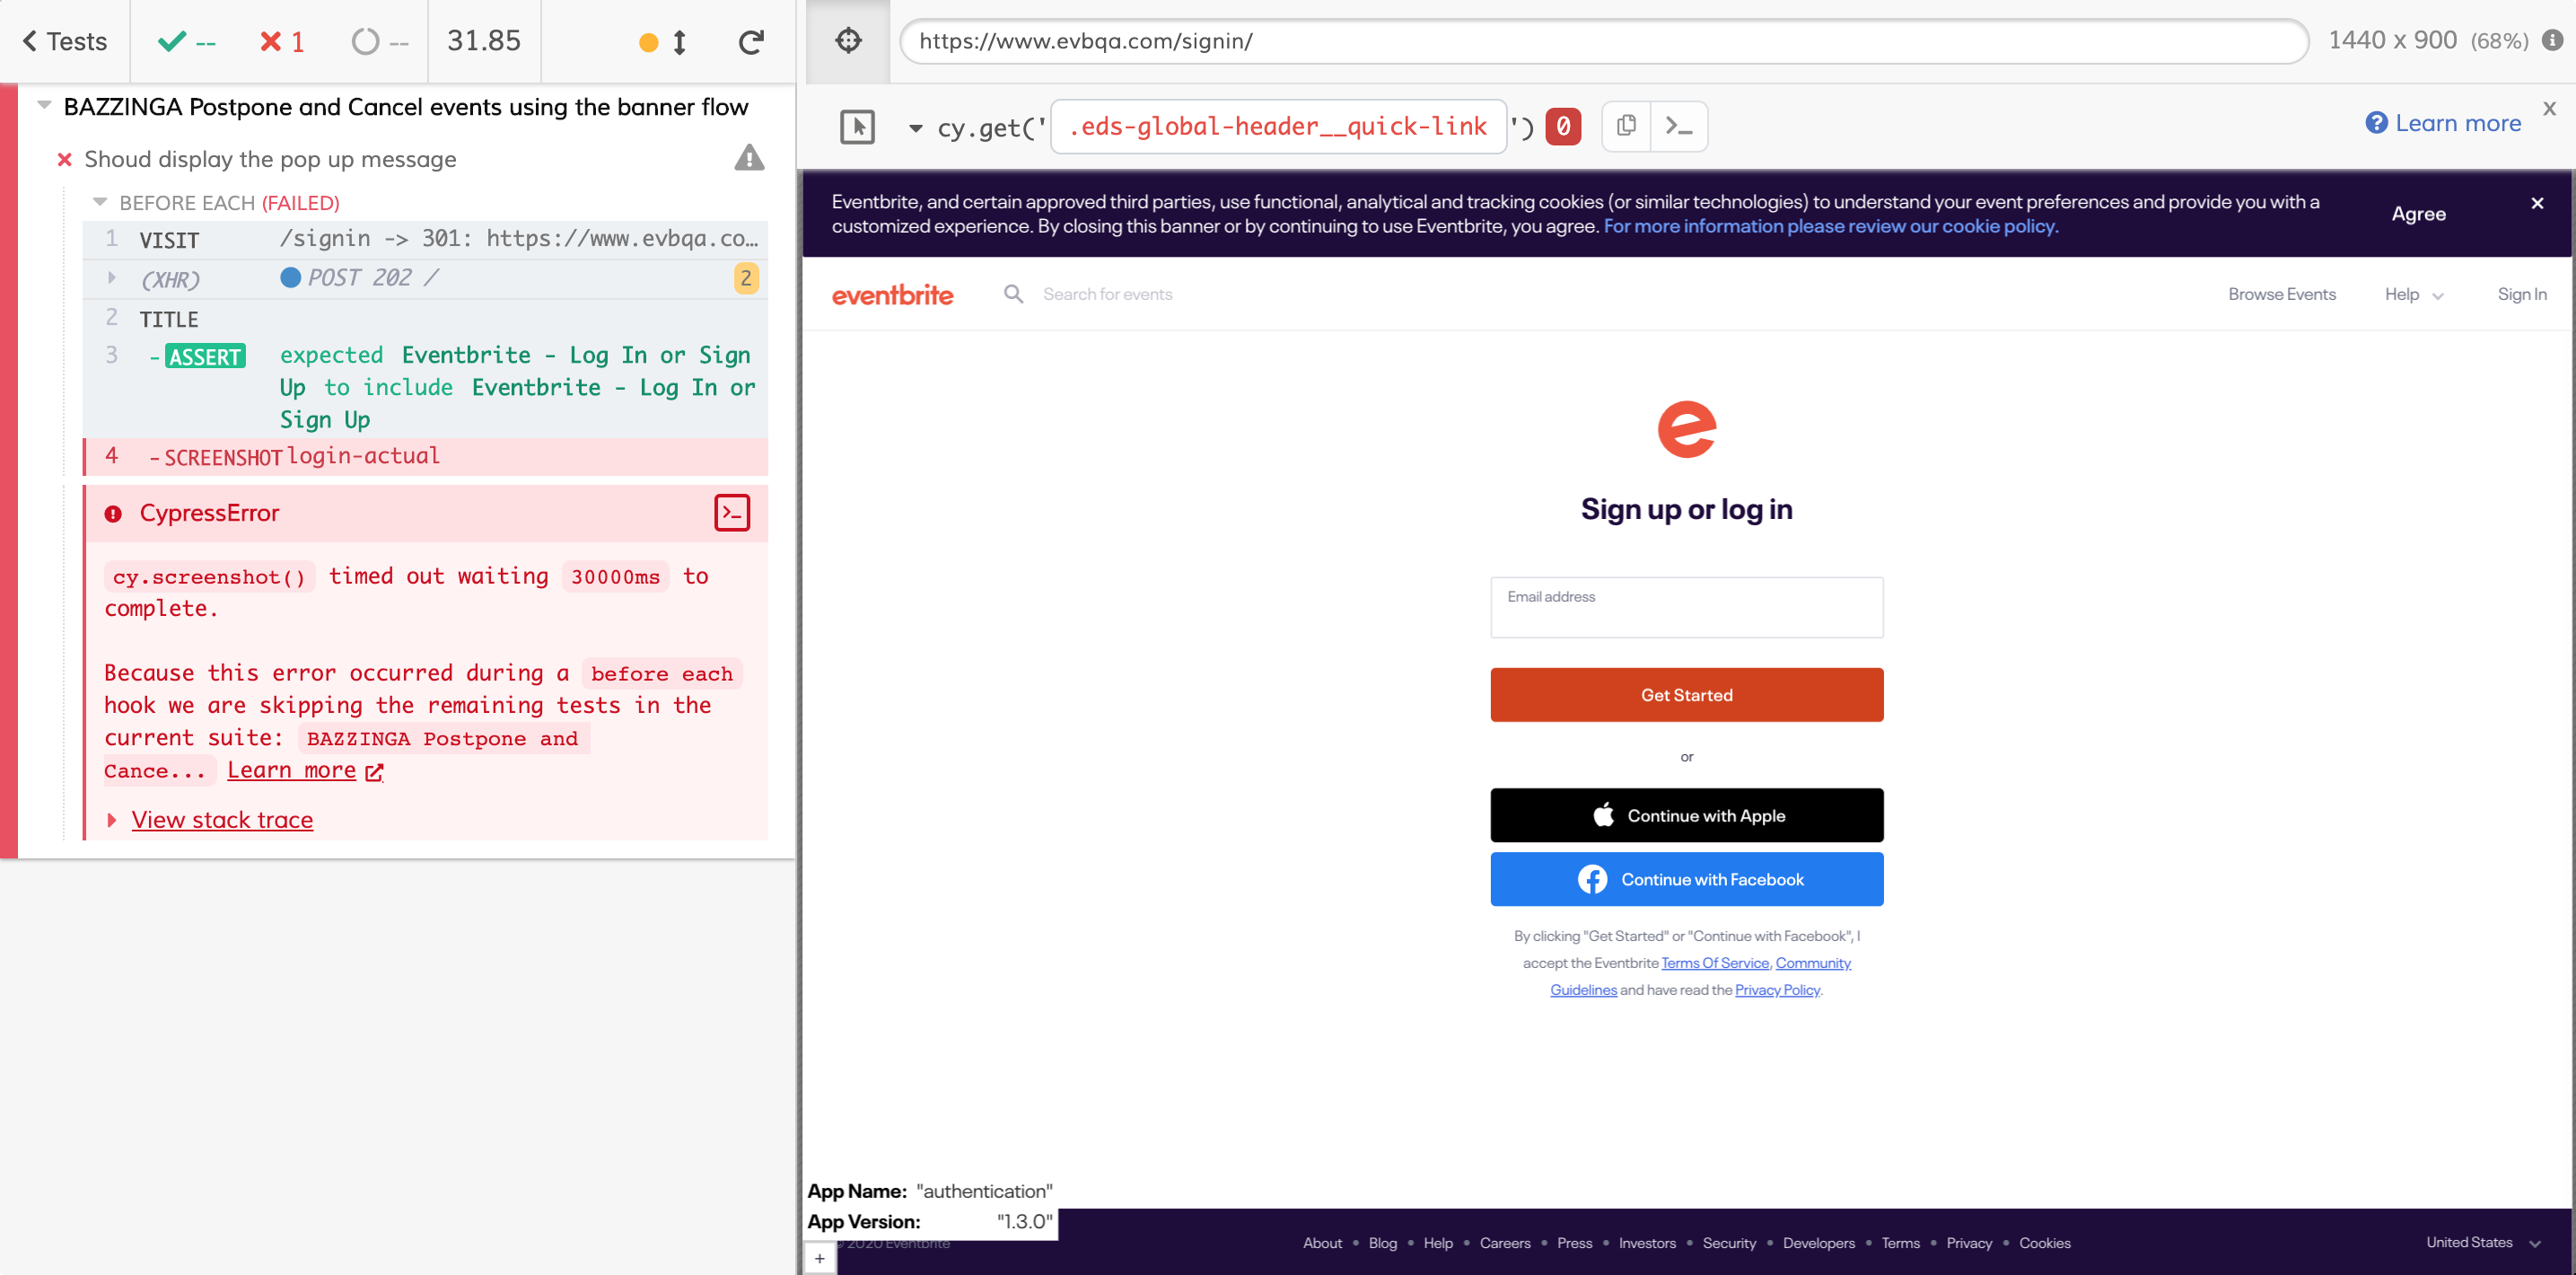 Tests
--
1
--
31.85
BAZZINGA Postpone and Cancel events using the banner flow
Shoud display the pop up message
BEFORE EACH (FAILED)
1 VISIT /signin -> 301: https://www.evbqa.co…
(XHR) POST 202 / 2
2 TITLE
3 -ASSERT expected Eventbrite - Log In or Sign
Up to include Eventbrite - Log In or
Sign Up
4 -SCREENSHOT login-actual
CypressError
>_
cy.screenshot() timed out waiting 30000ms to
complete.
Because this error occurred during a before each
hook we are skipping the remaining tests in the
current suite: BAZZINGA Postpone and
Cance... Learn more
View stack trace
https://www.evbqa.com/signin/
1440 x 900 (68%)
cy.get('.eds-global-header__quick-link') 0 >_
Learn more
x
Eventbrite, and certain approved third parties, use functional, analytical and tracking cookies (or similar technologies) to understand your event preferences and provide you with a
customized experience. By closing this banner or by continuing to use Eventbrite, you agree. For more information please review our cookie policy.
Agree
eventbrite
Search for events
Browse Events
Help
Sign In
e
Sign up or log in
Email address
Get Started
or
Continue with Apple
Continue with Facebook
By clicking "Get Started" or "Continue with Facebook", I
accept the Eventbrite Terms Of Service, Community
Guidelines and have read the Privacy Policy.
App Name: "authentication"
App Version: "1.3.0"
+
© 2020 Eventbrite
About • Blog • Help • Careers • Press • Investors • Security • Developers • Terms • Privacy • Cookies
United States